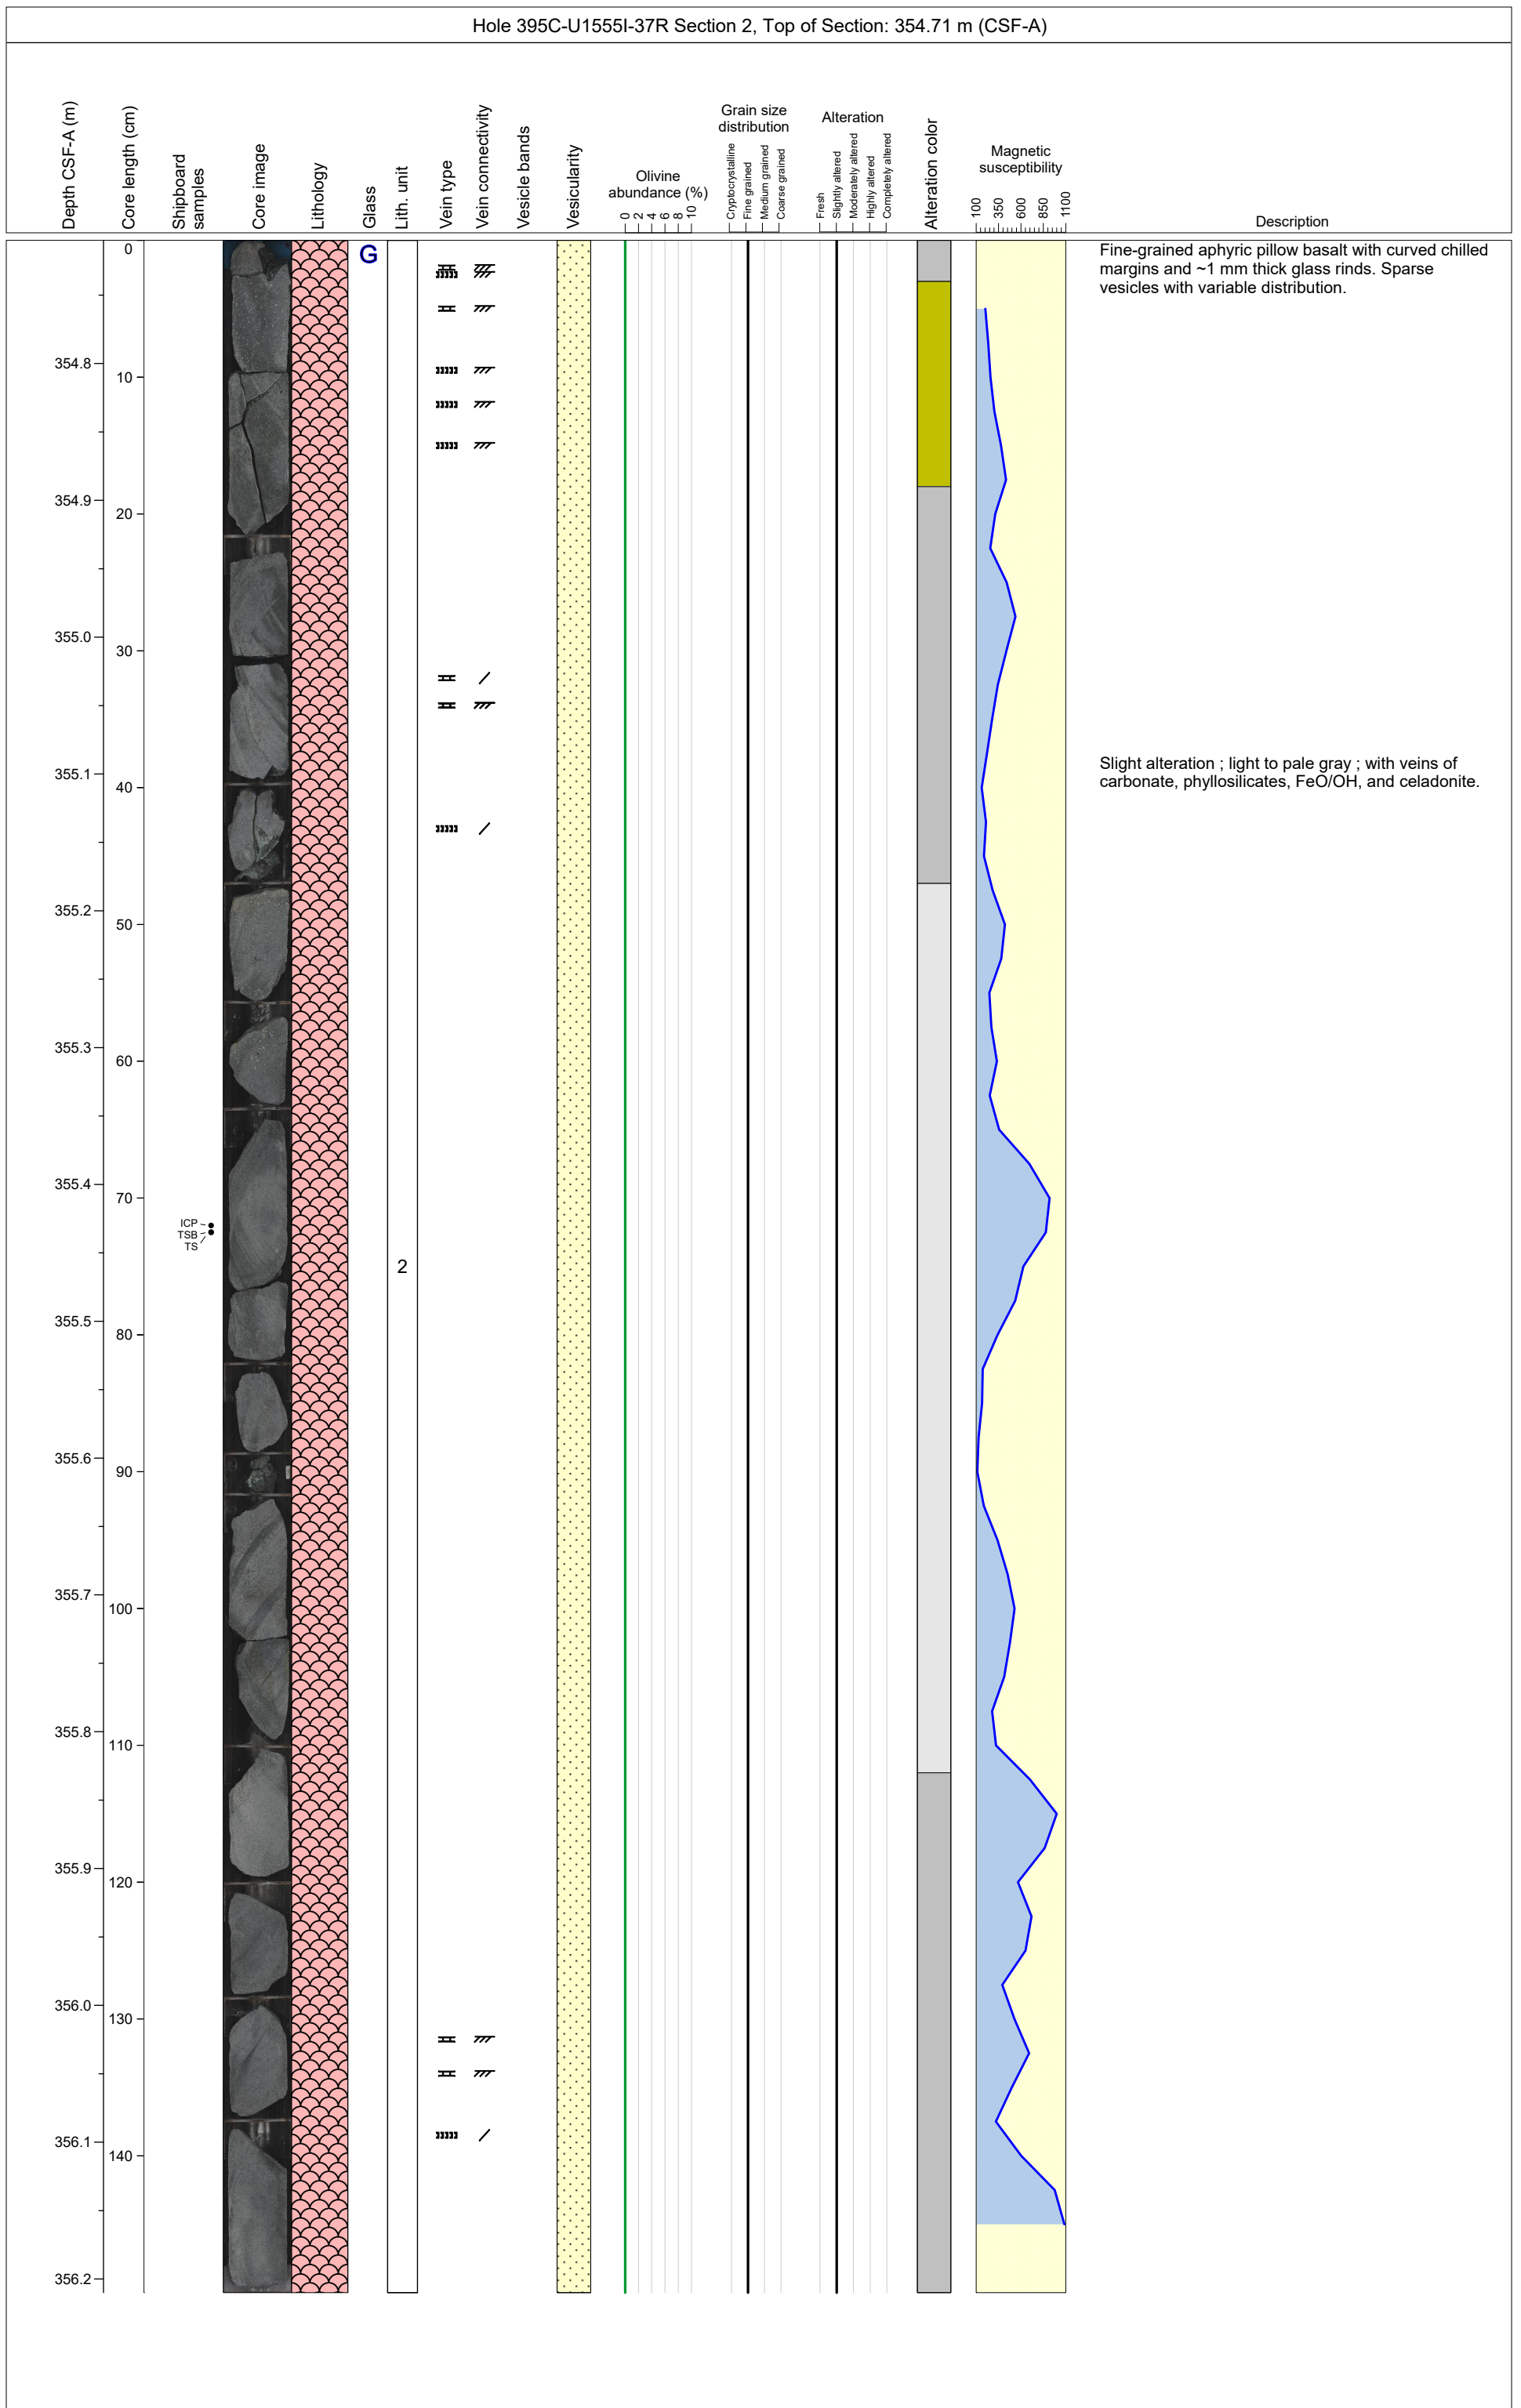 Hole 395C-U1555I-37R Section 2, Top of Section: 354.71 m (CSF-A)
Depth CSF-A (m)
Core length (cm)
Shipboard
samples
Core image
Lithology
Glass
Lith. unit
Vein type
Vein connectivity
Vesicle bands
Vesicularity
Olivine
abundance (%)
0 2 4 6 8 10
Grain size
distribution
Cryptocrystalline
Fine grained
Medium grained
Coarse grained
Alteration
Fresh
Slightly altered
Moderately altered
Highly altered
Completely altered
Alteration color
Magnetic
susceptibility
100 350 600 850 1100
Description
0
G
Fine-grained aphyric pillow basalt with curved chilled
margins and ~1 mm thick glass rinds. Sparse
vesicles with variable distribution.
354.8
10
354.9
20
355.0
30
355.1
40
Slight alteration ; light to pale gray ; with veins of
carbonate, phyllosilicates, FeO/OH, and celadonite.
355.2
50
355.3
60
355.4
70
ICP
TSB
TS
2
355.5
80
355.6
90
355.7
100
355.8
110
355.9
120
356.0
130
356.1
140
356.2